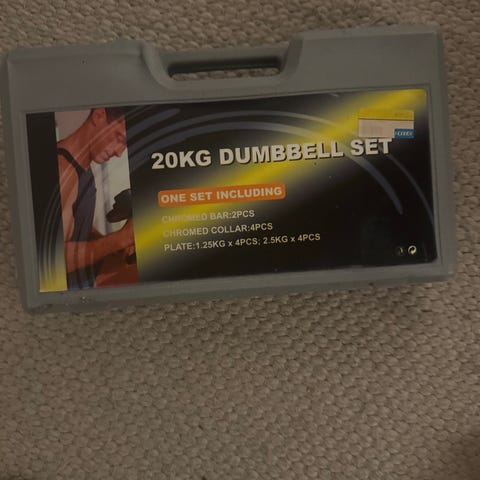 20KG DUMBBELL SET
ONE SET INCLUDING
CHROMED BAR:2PCS
CHROMED COLLAR:4PCS
PLATE:1.25KG x 4PCS; 2.5KG x 4PCS